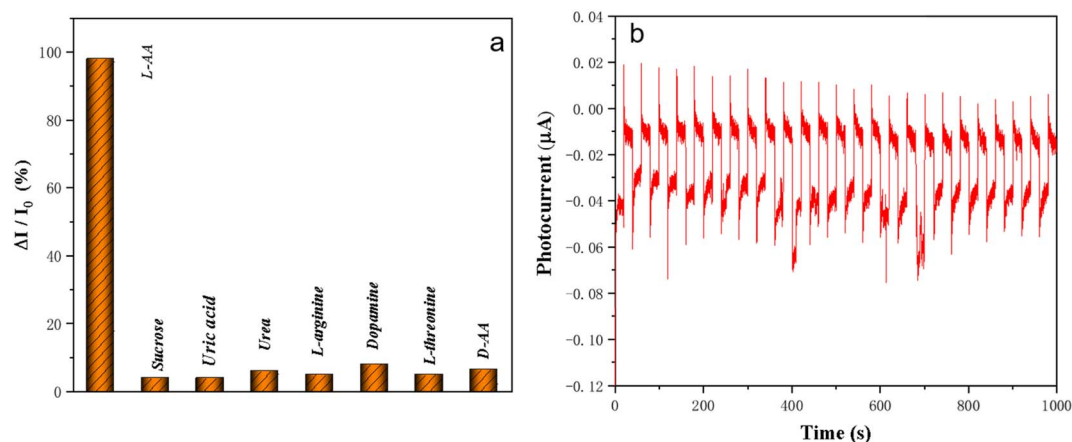 a
ΔI / I0 (%)
100
80
60
40
20
0
L-AA
Sucrose
Uric acid
Urea
L-arginine
Dopamine
L-threonine
D-AA
b
Photocurrent (μA)
0.04
0.02
0.00
-0.02
-0.04
-0.06
-0.08
-0.10
-0.12
0 200 400 600 800 1000
Time (s)